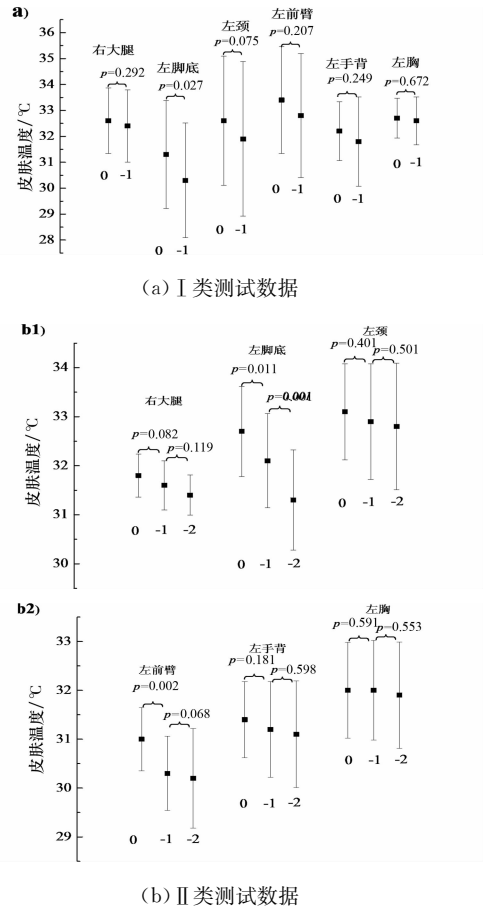 a)
左前臂
p=0.207
左颈
p=0.075
右大腿
p=0.292
左脚底
p=0.027
左手背
p=0.249
左胸
p=0.672
36
35
34
33
32
31
30
29
28
皮肤温度/℃
0 -1
0 -1
0 -1
0 -1
0 -1
0 -1
(a) Ⅰ类测试数据
b1)
左颈
p=0.401
p=0.501
左脚底
p=0.011
p=0.001
右大腿
p=0.082
p=0.119
34
33
32
31
30
皮肤温度/℃
0 -1 -2
0 -1 -2
0 -1 -2
b2)
左胸
p=0.591
p=0.553
左手背
p=0.181
p=0.598
左前臂
p=0.002
p=0.068
33
32
31
30
29
皮肤温度/℃
0 -1 -2
0 -1 -2
0 -1 -2
(b) Ⅱ类测试数据